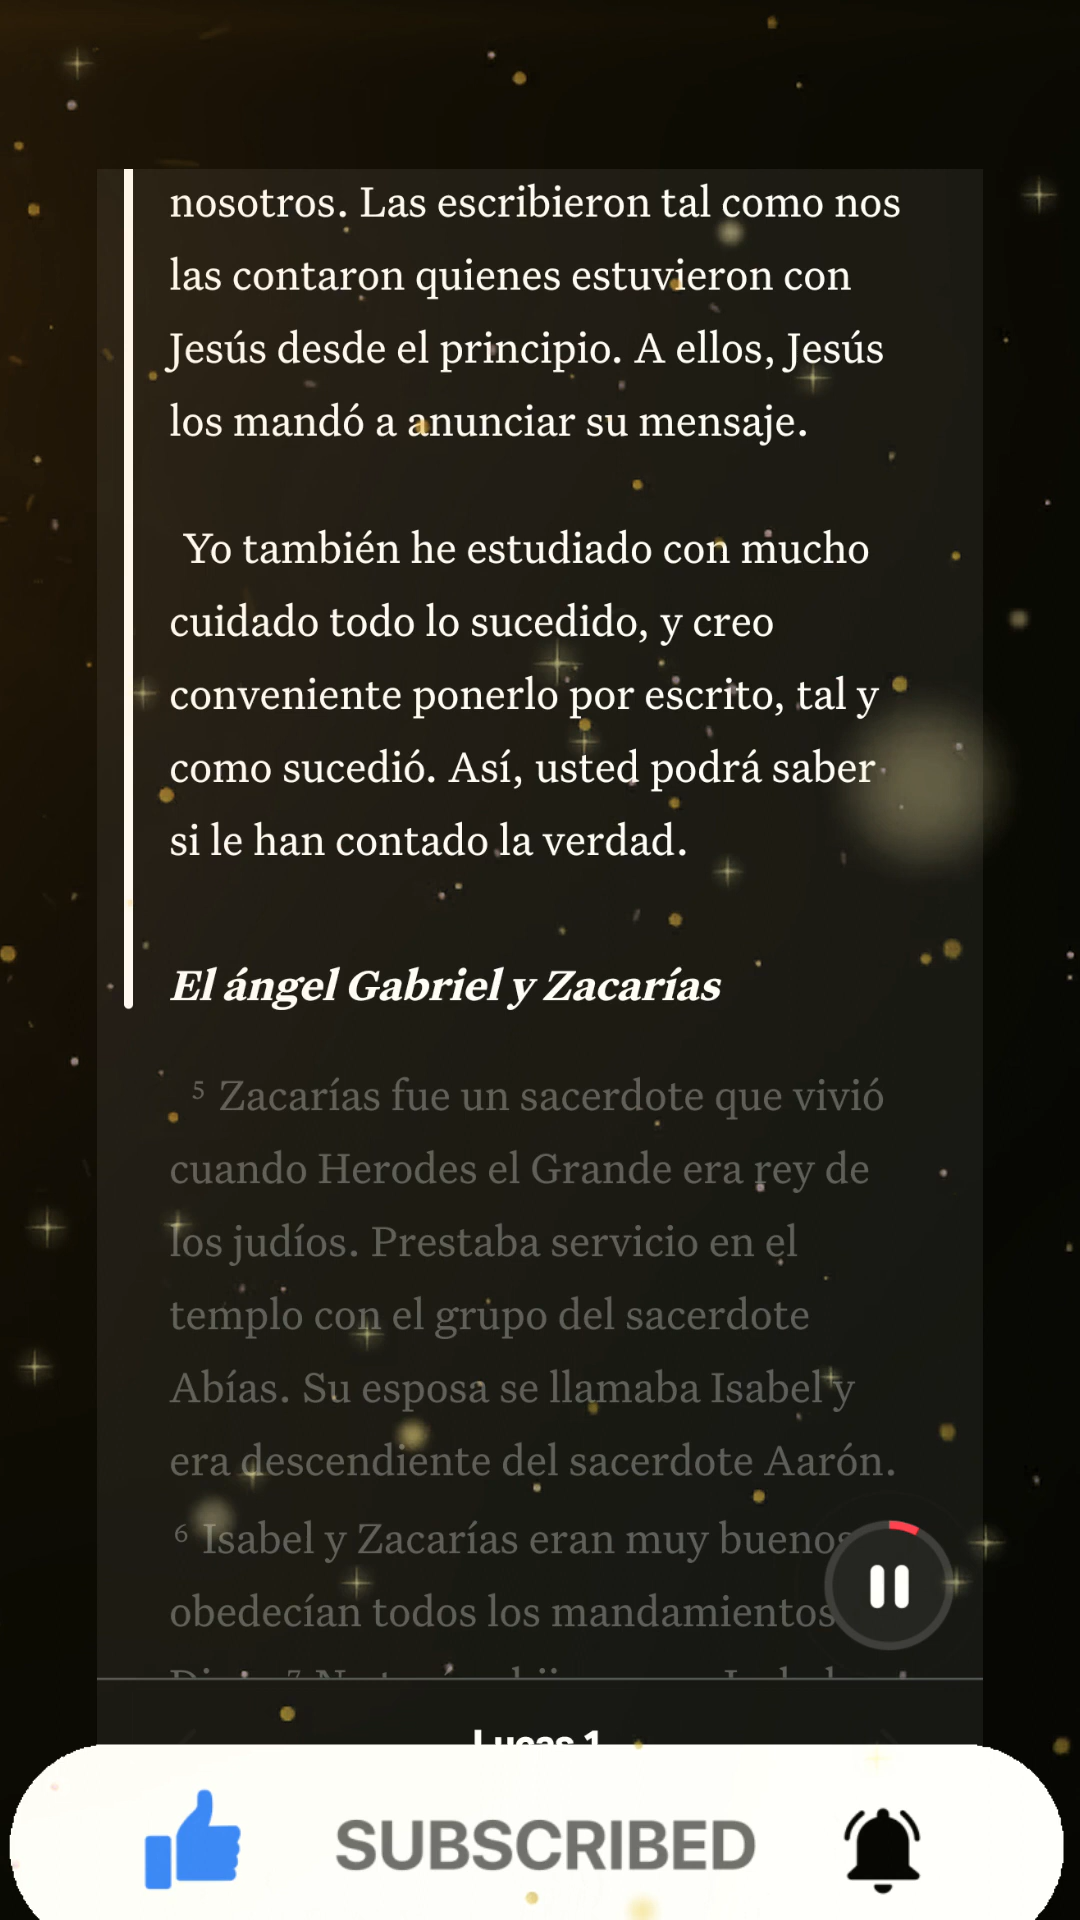 nosotros. Las escribieron tal como nos
las contaron quienes estuvieron con
Jesús desde el principio. A ellos, Jesús
los mandó a anunciar su mensaje.
Yo también he estudiado con mucho
cuidado todo lo sucedido, y creo
conveniente ponerlo por escrito, tal y
como sucedió. Así, usted podrá saber
si le han contado la verdad.
El ángel Gabriel y Zacarías
5 Zacarías fue un sacerdote que vivió
cuando Herodes el Grande era rey de
los judíos. Prestaba servicio en el
templo con el grupo del sacerdote
Abías. Su esposa se llamaba Isabel y
era descendiente del sacerdote Aarón.
6 Isabel y Zacarías eran muy buenos
obedecían todos los mandamientos
Lucas 1
SUBSCRIBED